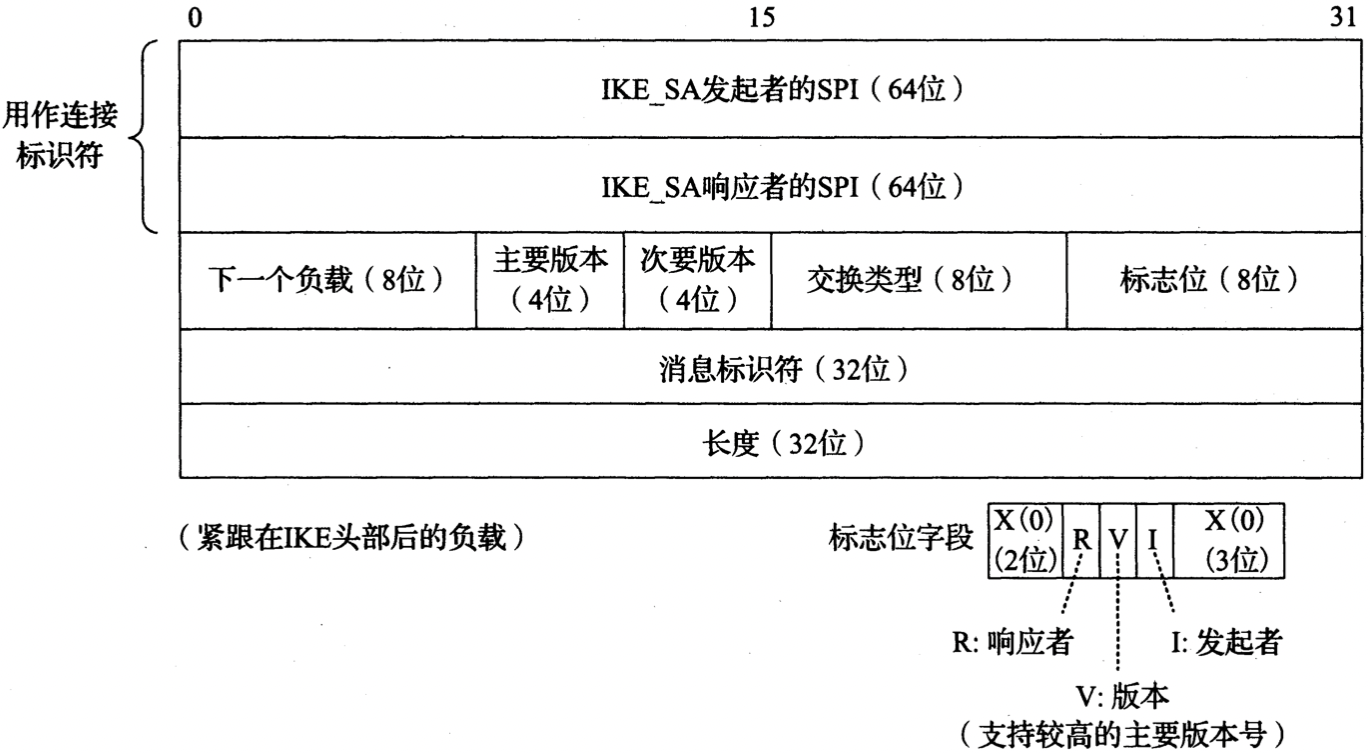 0 15 31
用作连接
标识符
IKE_SA发起者的SPI（64位）
IKE_SA响应者的SPI（64位）
下一个负载（8位）
主要版本
（4位）
次要版本
（4位）
交换类型（8位）
标志位（8位）
消息标识符（32位）
长度（32位）
（紧跟在IKE头部后的负载）
标志位字段
X(0)
(2位)
R
V
I
X(0)
(3位)
R: 响应者
I: 发起者
V: 版本
（支持较高的主要版本号）